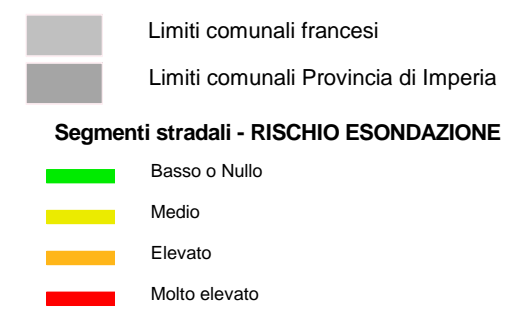 Limiti comunali francesi
Limiti comunali Provincia di Imperia
Segmenti stradali - RISCHIO ESONDAZIONE
Basso o Nullo
Medio
Elevato
Molto elevato